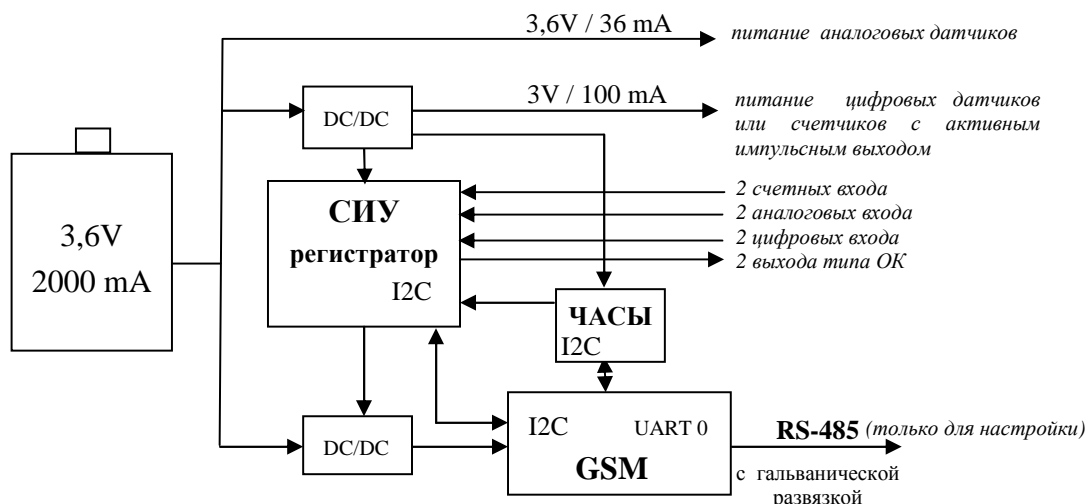 3,6V / 36 mA
питание аналоговых датчиков
DC/DC
3V / 100 mA
питание цифровых датчиков
или счетчиков с активным
импульсным выходом
3,6V
2000 mA
СИУ
регистратор
I2C
2 счетных входа
2 аналоговых входа
2 цифровых входа
2 выхода типа ОК
ЧАСЫ
I2C
DC/DC
I2C
UART 0
GSM
RS-485 (только для настройки)
с гальванической
развязкой